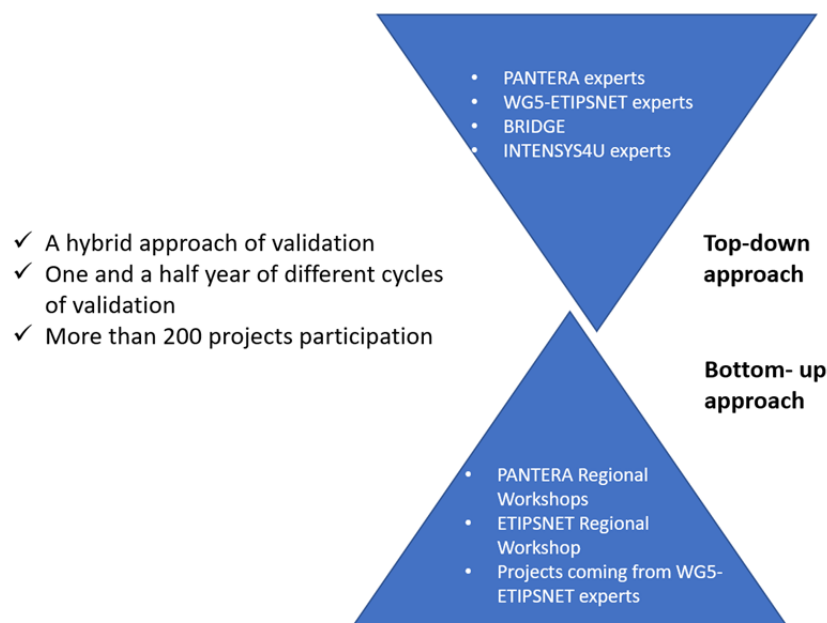 • PANTERA experts
• WG5-ETIPSNET experts
• BRIDGE
• INTENSYS4U experts
✓ A hybrid approach of validation
✓ One and a half year of different cycles
of validation
✓ More than 200 projects participation
Top-down
approach
Bottom- up
approach
• PANTERA Regional
Workshops
• ETIPSNET Regional
Workshop
• Projects coming from WG5-
ETIPSNET experts